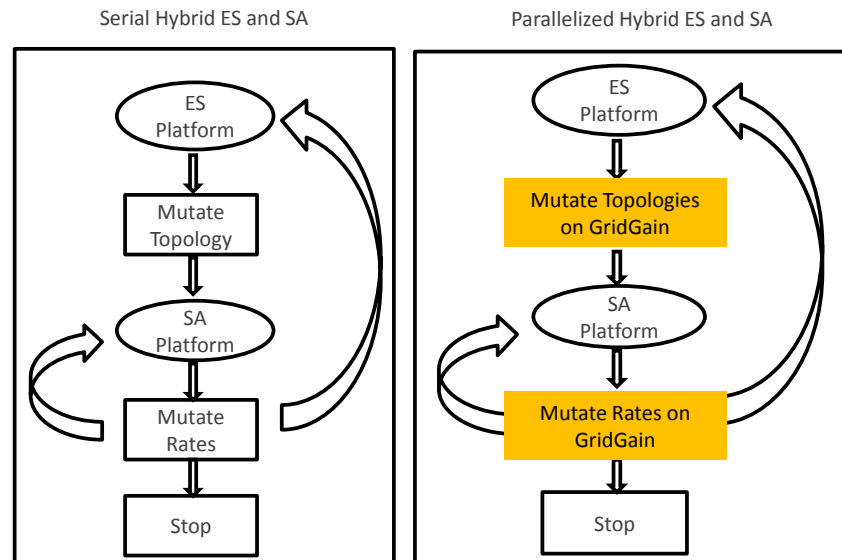 Serial Hybrid ES and SA
ES
Platform
Mutate
Topology
SA
Platform
Mutate
Rates
Stop
Parallelized Hybrid ES and SA
ES
Platform
Mutate Topologies
on GridGain
SA
Platform
Mutate Rates on
GridGain
Stop